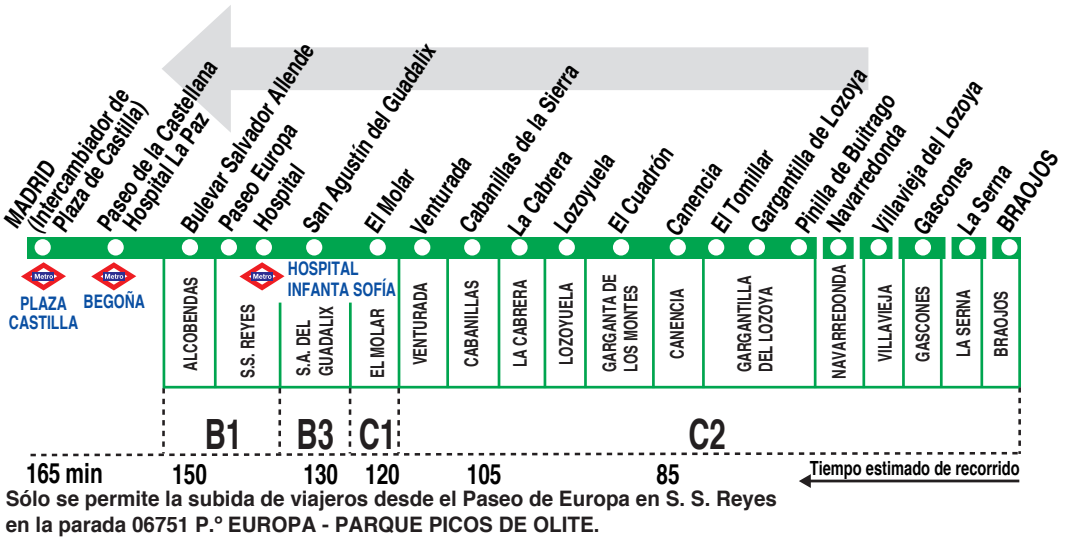 MADRID
(Intercambiador de
Plaza de Castilla)
Paseo de la Castellana
Hospital La Paz
Bulevar Salvador Allende
Paseo Europa
Hospital
San Agustín del Guadalix
El Molar
Venturada
Cabanillas de la Sierra
La Cabrera
Lozoyuela
El Cuadrón
Canencia
El Tomillar
Gargantilla de Lozoya
Pinilla de Buitrago
Navarredonda
Villavieja del Lozoya
Gascones
La Serna
BRAOJOS
Metro
PLAZA
CASTILLA
Metro
BEGOÑA
Metro
HOSPITAL
INFANTA SOFÍA
ALCOBENDAS
S.S. REYES
S.A. DEL
GUADALIX
EL MOLAR
VENTURADA
CABANILLAS
LA CABRERA
LOZOYUELA
GARGANTA DE
LOS MONTES
CANENCIA
GARGANTILLA
DEL LOZOYA
NAVARREDONDA
VILLAVIEJA
GASCONES
LA SERNA
BRAOJOS
B1 B3 C1 C2
165 min 150 130 120 105 85 Tiempo estimado de recorrido
Sólo se permite la subida de viajeros desde el Paseo de Europa en S. S. Reyes
en la parada 06751 P.º EUROPA - PARQUE PICOS DE OLITE.